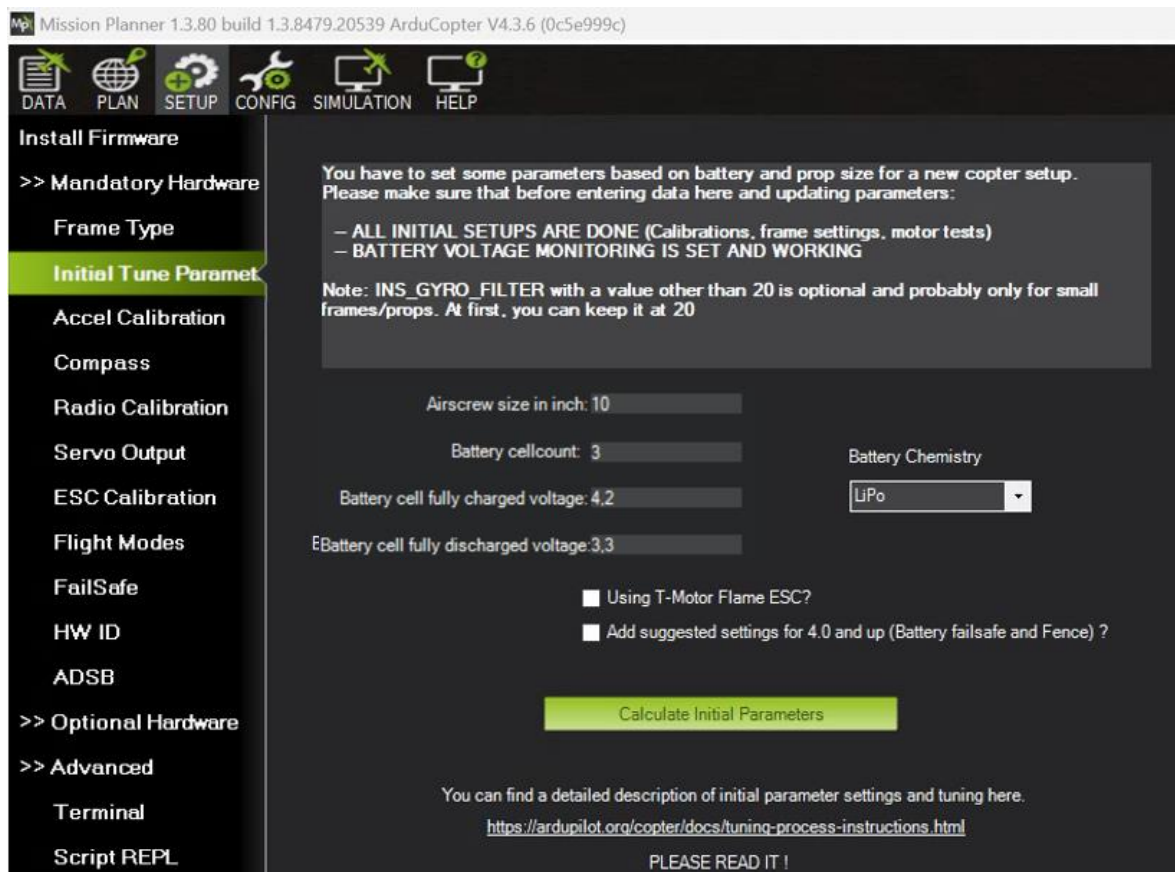 Mission Planner 1.3.80 build 1.3.8479.20539 ArduCopter V4.3.6 (0c5e999c)
DATA PLAN SETUP CONFIG SIMULATION HELP
Install Firmware
>> Mandatory Hardware
Frame Type
Initial Tune Paramet
Accel Calibration
Compass
Radio Calibration
Servo Output
ESC Calibration
Flight Modes
FailSafe
HW ID
ADSB
>> Optional Hardware
>> Advanced
Terminal
Script REPL
You have to set some parameters based on battery and prop size for a new copter setup.
Please make sure that before entering data here and updating parameters:
– ALL INITIAL SETUPS ARE DONE (Calibrations, frame settings, motor tests)
– BATTERY VOLTAGE MONITORING IS SET AND WORKING
Note: INS_GYRO_FILTER with a value other than 20 is optional and probably only for small
frames/props. At first, you can keep it at 20
Airscrew size in inch: 10
Battery cellcount: 3
Battery Chemistry
Battery cell fully charged voltage: 4,2
LiPo
EBattery cell fully discharged voltage: 3,3
Using T-Motor Flame ESC?
Add suggested settings for 4.0 and up (Battery failsafe and Fence) ?
Calculate Initial Parameters
You can find a detailed description of initial parameter settings and tuning here.
https://ardupilot.org/copter/docs/tuning-process-instructions.html
PLEASE READ IT !